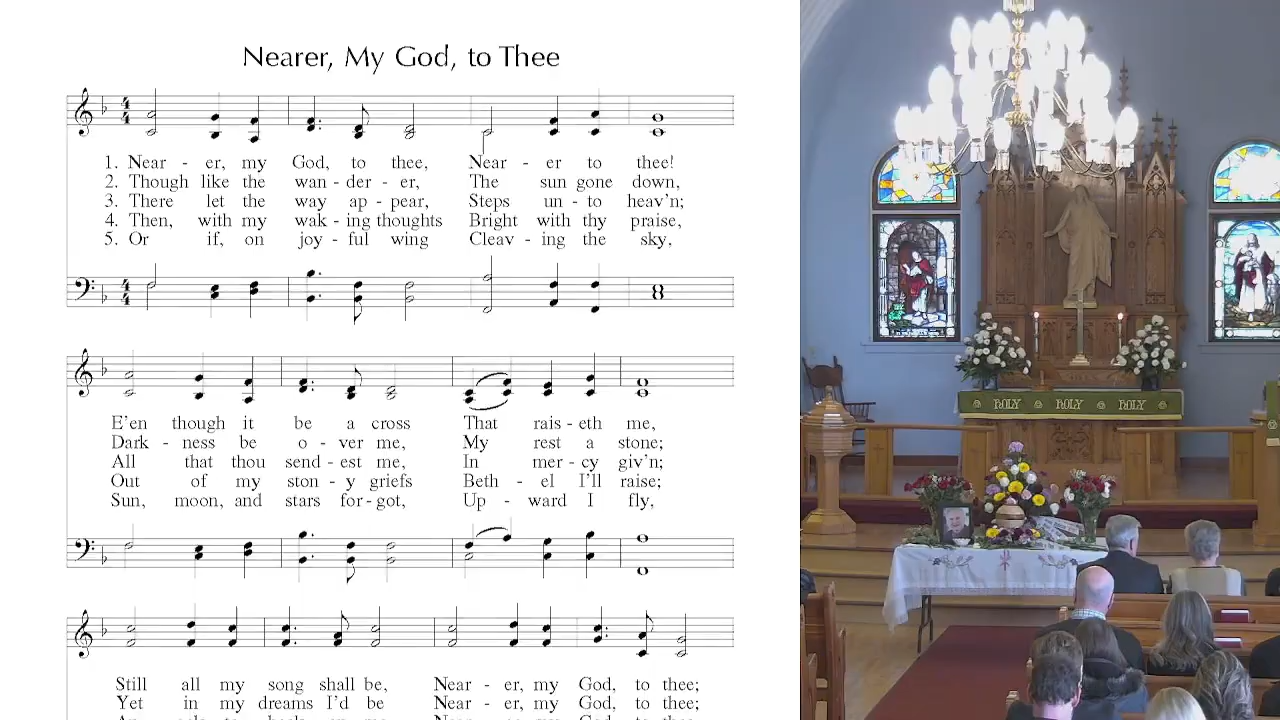 Nearer, My God, to Thee
1. Near - er, my God, to thee, Near - er to thee!
2. Though like the wan - der - er, The sun gone down,
3. There let the way ap - pear, Steps un - to heav'n;
4. Then, with my wak - ing thoughts Bright with thy praise,
5. Or if, on joy - ful wing Cleav - ing the sky,
E'en though it be a cross That rais - eth me,
Dark - ness be o - ver me, My rest a stone;
All that thou send - est me, In mer - cy giv'n;
Out of my ston - y griefs Beth - el I'll raise;
Sun, moon, and stars for - got, Up - ward I fly,
Still all my song shall be, Near - er, my God, to thee;
Yet in my dreams I'd be Near - er, my God, to thee;
HOLY HOLY HOLY